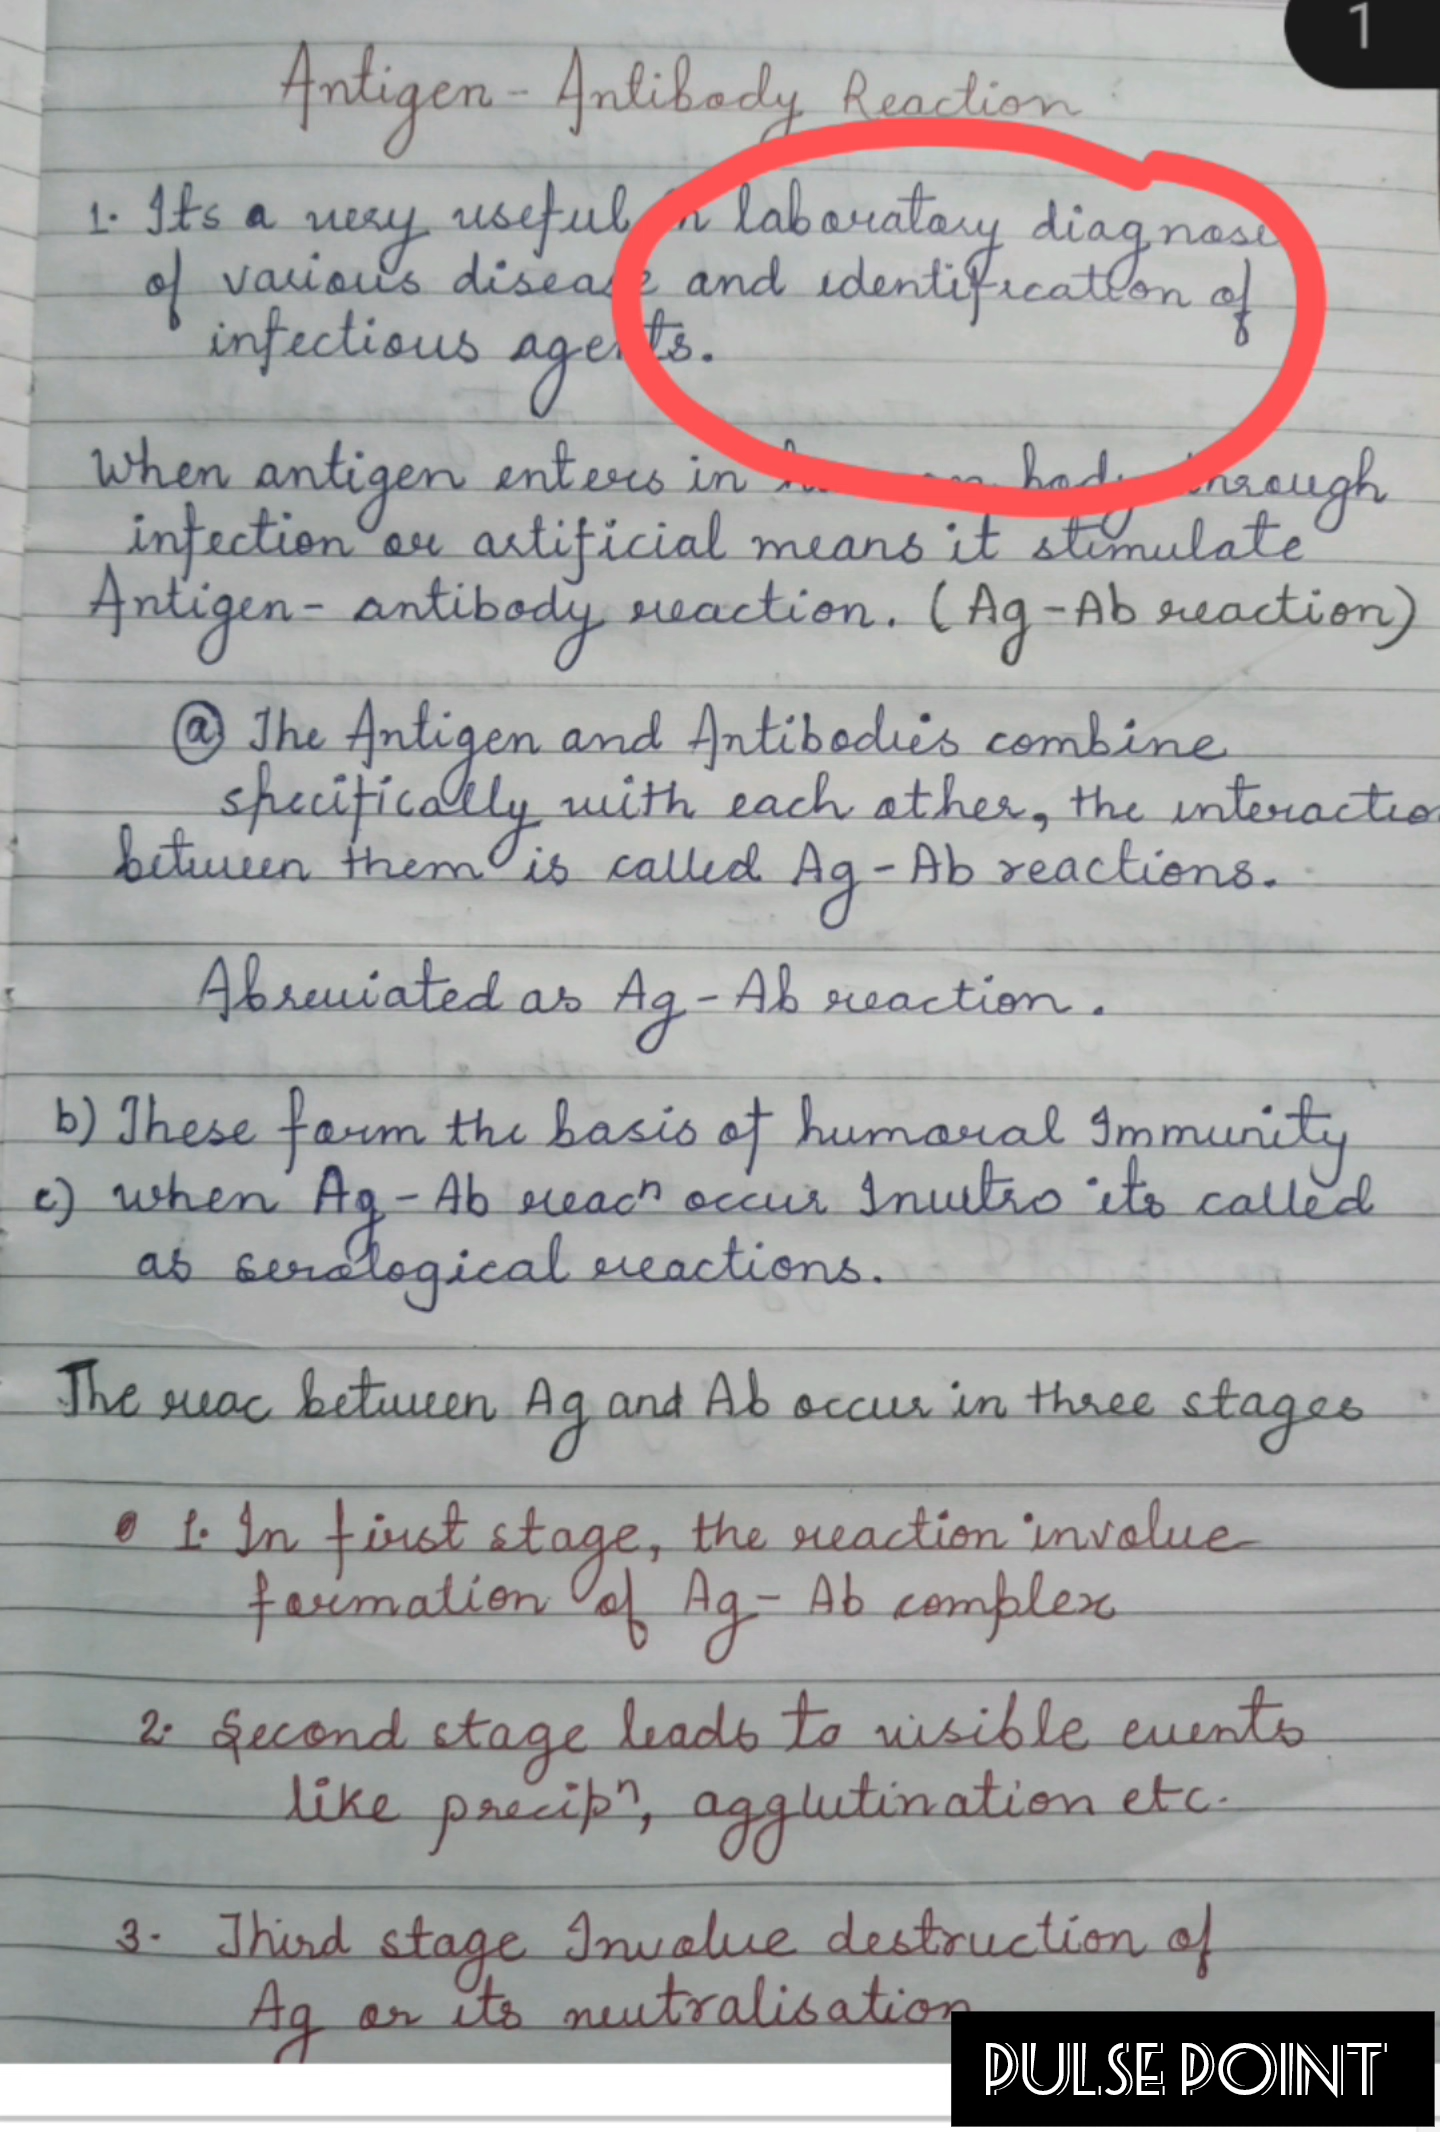 1
Antigen - Antibody Reaction
1. Its a very useful in laboratory diagnose
of various disease and identification of
infectious agents.
When antigen enters in human body through
infection or artificial means it stimulate
Antigen - antibody reaction. (Ag-Ab reaction)
(a) The Antigen and Antibodies combine
specifically with each other, the interactio
between them is called Ag-Ab reactions.
Abreviated as Ag-Ab reaction.
b) These form the basis of humoral Immunity
c) when Ag-Ab reacⁿ occur Invitro its called
as serological reactions.
The reac between Ag and Ab occur in three stages
1. In first stage, the reaction involve
formation of Ag-Ab complex
2. Second stage leads to visible events
like precipⁿ, agglutination etc.
3. Third stage Involve destruction of
Ag or its neutralisation
PULSE POINT